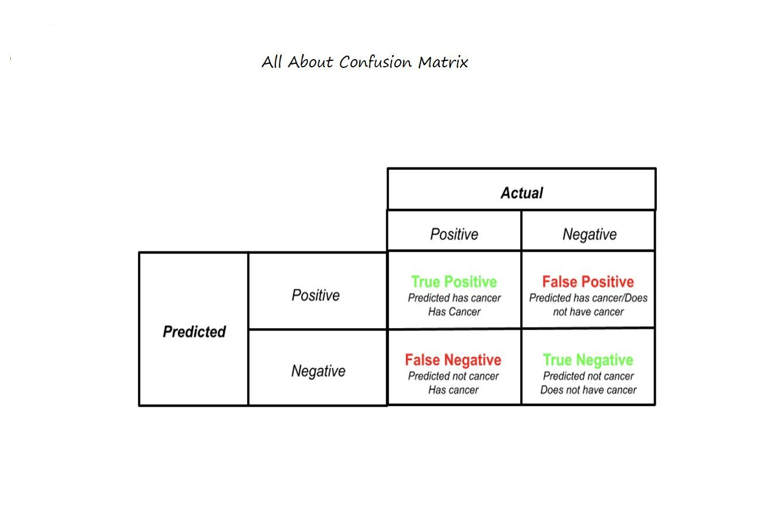 All About Confusion Matrix
Actual
Positive
Negative
Predicted
Positive
True Positive
Predicted has cancer
Has Cancer
False Positive
Predicted has cancer/Does
not have cancer
Negative
False Negative
Predicted not cancer
Has cancer
True Negative
Predicted not cancer
Does not have cancer